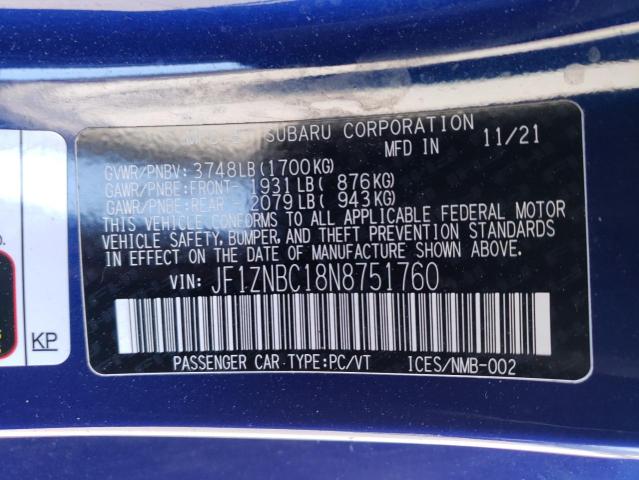 SUBARU CORPORATION
MFD IN 11/21
GVWR/PNBV: 3748LB(1700KG)
GAWR/PNBE:FRONT- 1931LB( 876KG)
GAWR/PNBE:REAR - 2079LB( 943KG)
THIS VEHICLE CONFORMS TO ALL APPLICABLE FEDERAL MOTOR
VEHICLE SAFETY, BUMPER, AND THEFT PREVENTION STANDARDS
IN EFFECT ON THE DATE OF MANUFACTURE SHOWN ABOVE.
VIN: JF1ZNBC18N8751760
PASSENGER CAR TYPE:PC/VT ICES/NMB-002
KP